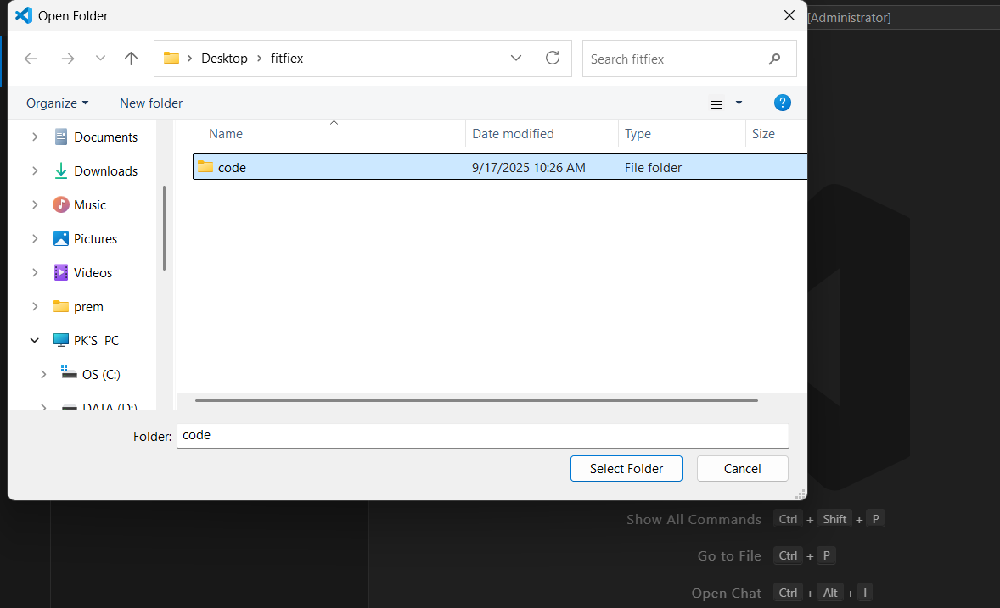 Open Folder
[Administrator]
Desktop > fitfiex
Search fitfiex
Organize
New folder
?
Name
Date modified
Type
Size
Documents
Downloads
Music
Pictures
Videos
prem
PK'S PC
OS (C:)
DATA (D:)
code
9/17/2025 10:26 AM
File folder
Folder:
code
Select Folder
Cancel
Show All Commands Ctrl + Shift + P
Go to File Ctrl + P
Open Chat Ctrl + Alt + I